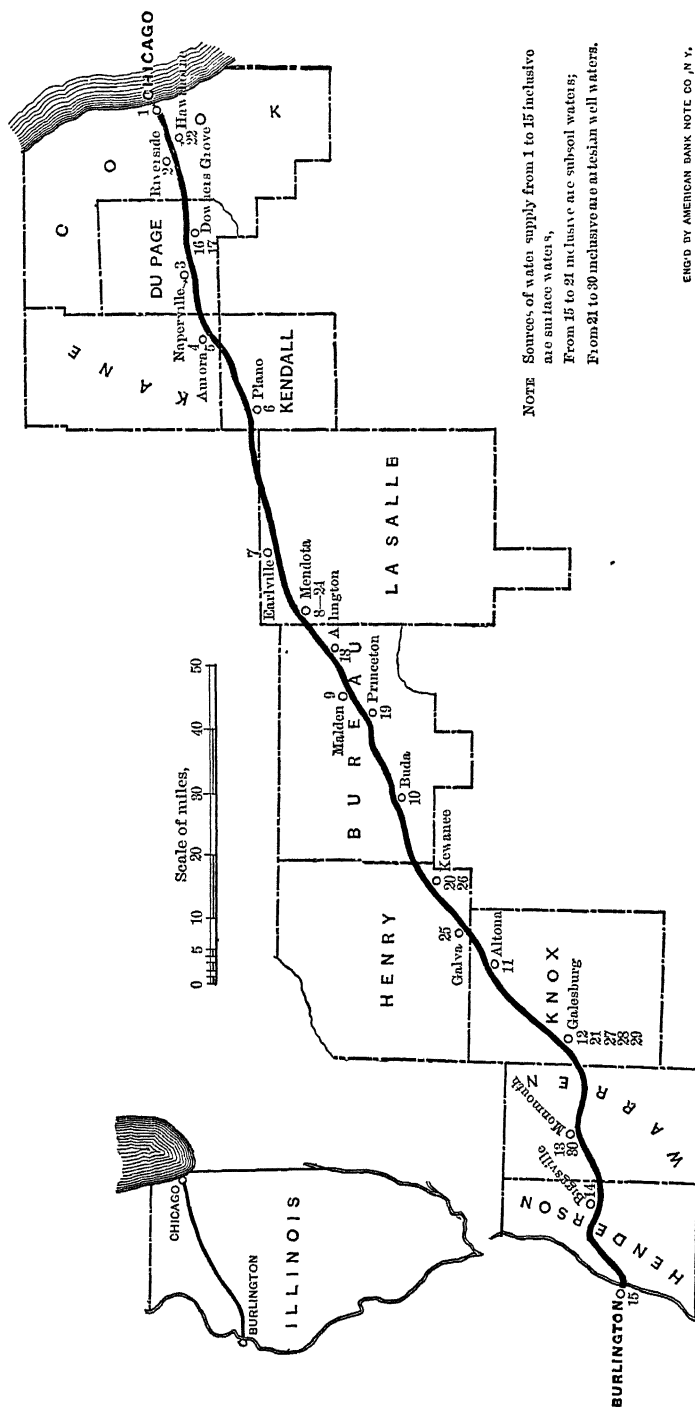 CHICAGO
BURLINGTON
ILLINOIS
Scale of miles,
0 5 10 20 30 40 50
1 CHICAGO
Riverside
2
22
COOK
DU PAGE
Downers Grove
16
17
Naperville 3
KANE
Aurora
4
5
Plano
6
KENDALL
LA SALLE
Earlville 7
Mendota
8—24
Arlington
18
BUREAU
Malden 9
Princeton
19
Buda
10
HENRY
Kewanee
20
26
Galva 25
Altona
11
KNOX
Galesburg
12
21
27
28
29
WARREN
Monmouth
13
30
Biggsville
14
HENDERSON
BURLINGTON
15
NOTE Sources of water supply from 1 to 15 inclusive
are surface waters,
From 15 to 21 inclusive are subsoil waters;
From 21 to 30 inclusive are artesian well waters.
ENG'D BY AMERICAN BANK NOTE CO, N.Y.